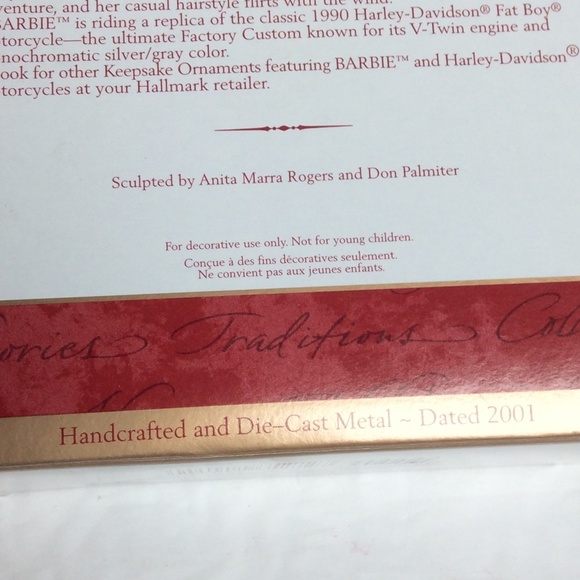 venture, and her casual hairstyle flirts with the wind.
BARBIE™ is riding a replica of the classic 1990 Harley-Davidson® Fat Boy®
torcycle—the ultimate Factory Custom known for its V-Twin engine and
nochromatic silver/gray color.
ook for other Keepsake Ornaments featuring BARBIE™ and Harley-Davidson®
torcycles at your Hallmark retailer.
Sculpted by Anita Marra Rogers and Don Palmiter
For decorative use only. Not for young children.
Conçue à des fins décoratives seulement.
Ne convient pas aux jeunes enfants.
ories Traditions Col
Handcrafted and Die-Cast Metal ~ Dated 2001